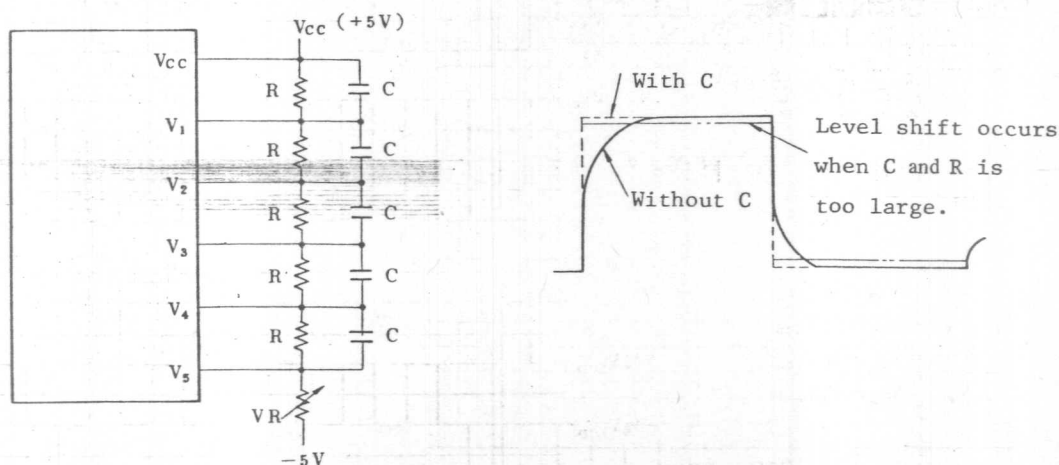 Vcc (+5V)
Vcc
R
C
V₁
R
C
V₂
R
C
V₃
R
C
V₄
R
C
V₅
VR
−5V
With C
Without C
Level shift occurs
when C and R is
too large.